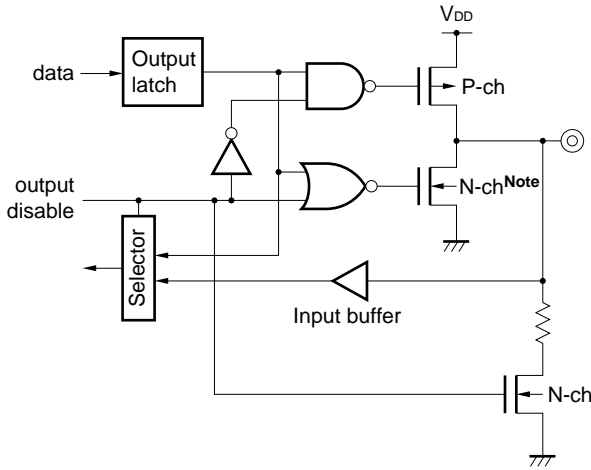 VDD
data
Output
latch
P-ch
output
disable
N-chNote
Selector
Input buffer
N-ch